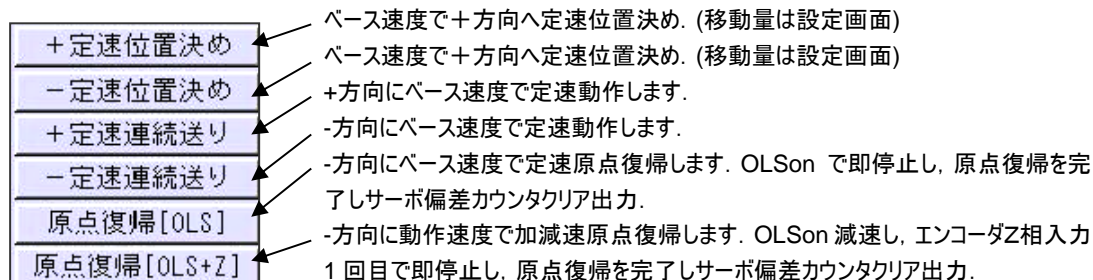 ＋定速位置決め
－定速位置決め
＋定速連続送り
－定速連続送り
原点復帰[OLS]
原点復帰[OLS+Z]
ベース速度で＋方向へ定速位置決め. (移動量は設定画面)
ベース速度で＋方向へ定速位置決め. (移動量は設定画面)
+方向にベース速度で定速動作します.
-方向にベース速度で定速動作します.
-方向にベース速度で定速原点復帰します. OLSon で即停止し, 原点復帰を完
了しサーボ偏差カウンタクリア出力.
-方向に動作速度で加減速原点復帰します. OLSon 減速し, エンコーダZ相入力
1 回目で即停止し, 原点復帰を完了しサーボ偏差カウンタクリア出力.